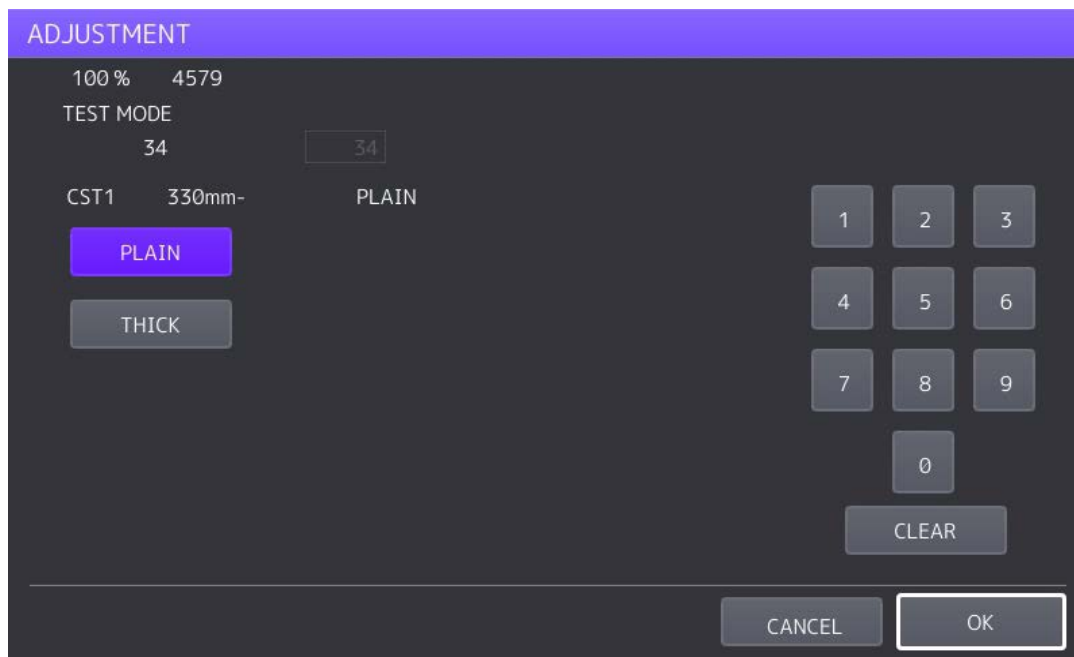 ADJUSTMENT
100 % 4579
TEST MODE
34 34
CST1 330mm- PLAIN
PLAIN
THICK
1 2 3
4 5 6
7 8 9
0
CLEAR
CANCEL OK